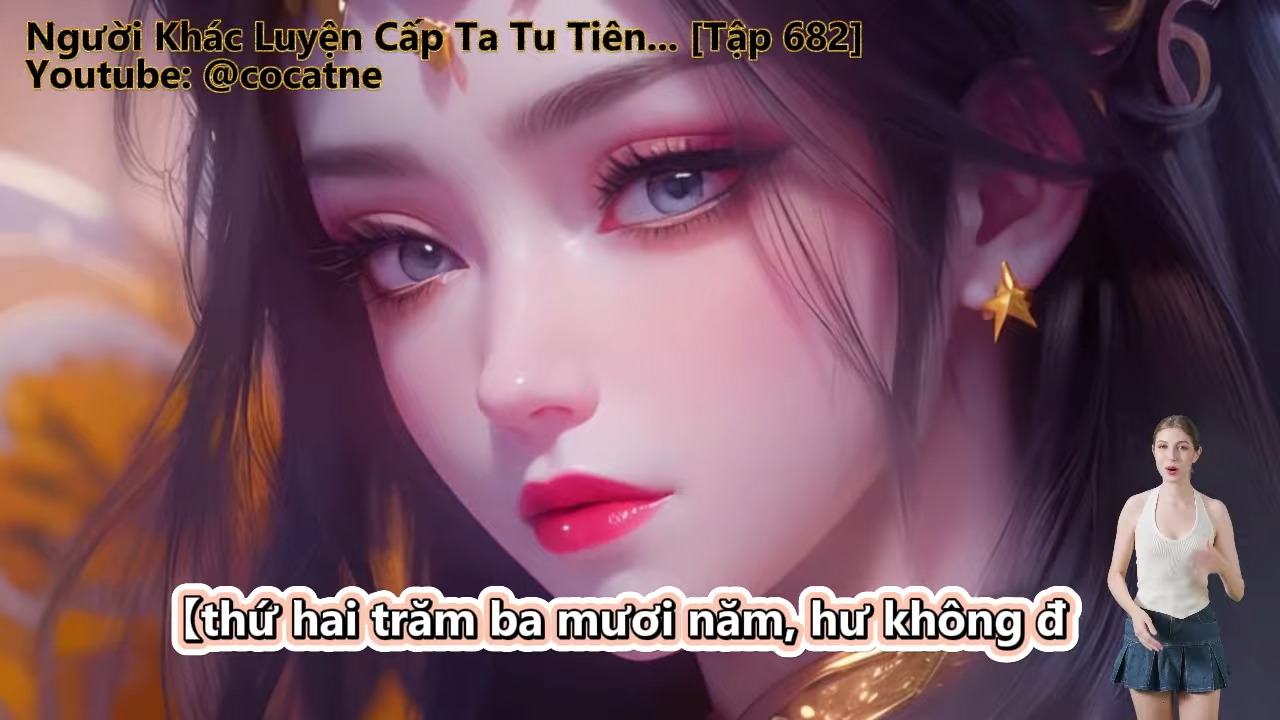 Người Khác Luyện Cấp Ta Tu Tiên... [Tập 682]
Youtube: @cocatne
【thứ hai trăm ba mươi năm, hư không đ